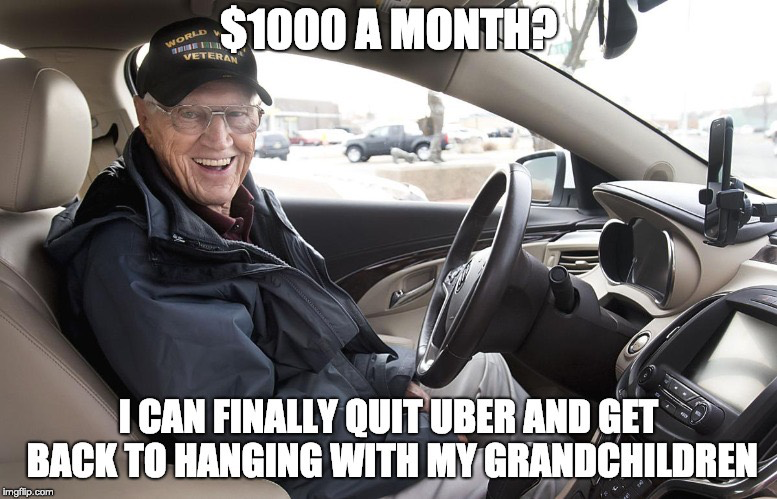 $1000 A MONTH?
WORLD
VETERAN
I CAN FINALLY QUIT UBER AND GET
BACK TO HANGING WITH MY GRANDCHILDREN
imgflip.com